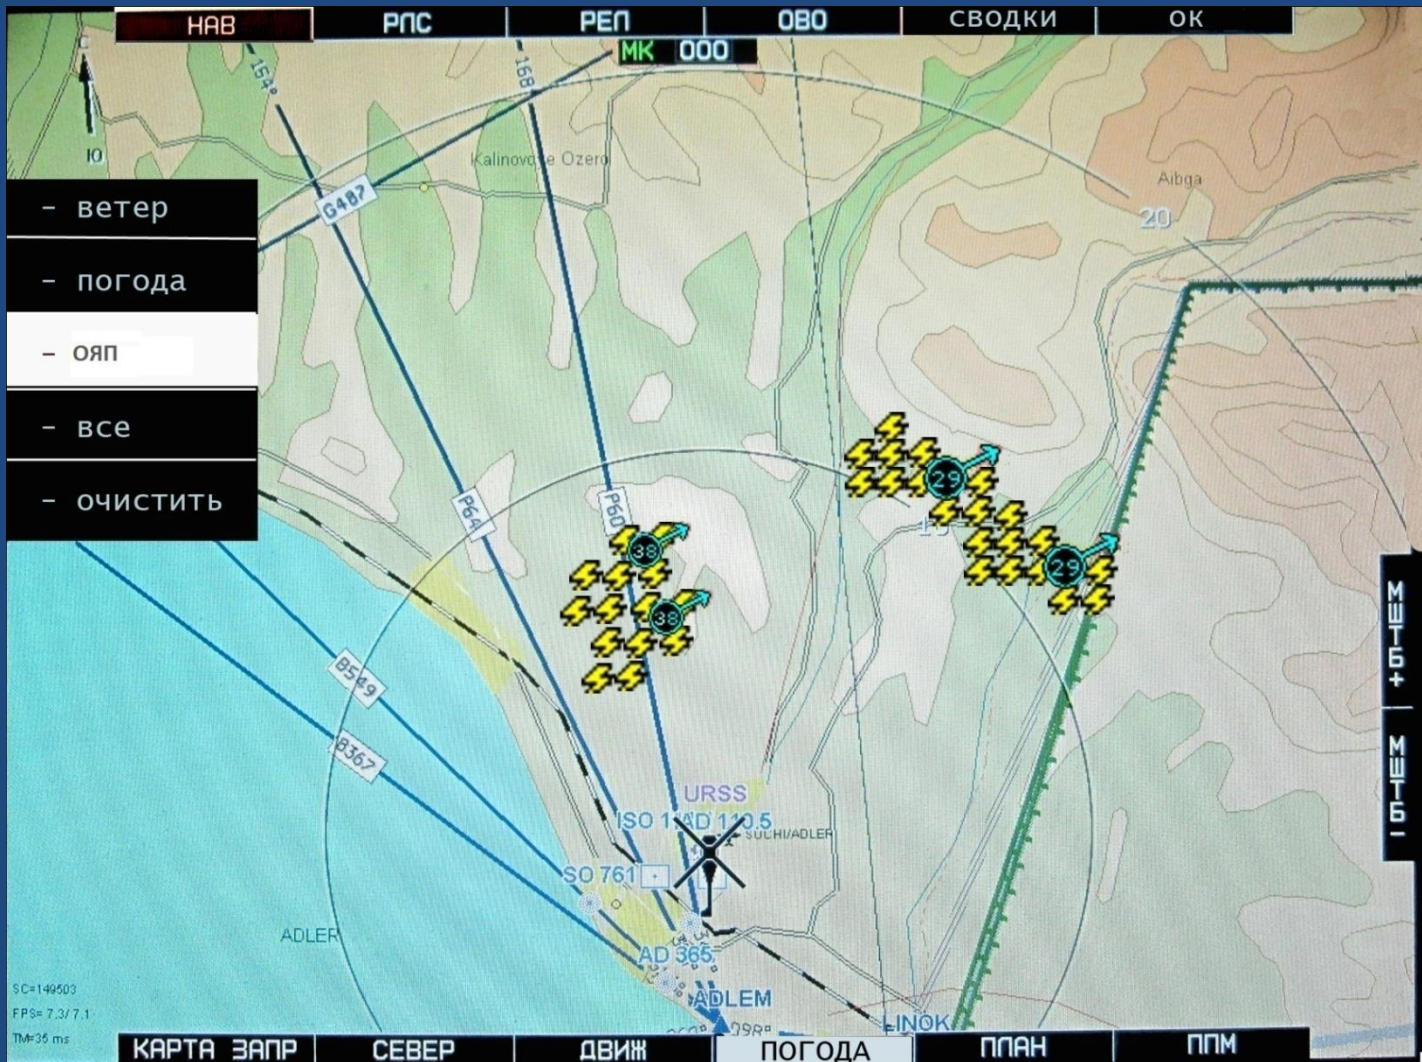 НАВ
РЛС
РЕП
ОВО
СВОДКИ
ОК
МК 000
С
Ю
164°
168
Kalinovo e Ozero
G487
Aibga
20
- ветер
- погода
- ОЯП
- все
- очистить
P64
P60
29
29
38
38
МШТБ+
МШТБ-
B549
B367
URSS
ISO 1 AD 110.5
SOCHI/ADLER
SO 761
ADLER
AD 365
ADLEM
LINOK
SC=149503
FPS= 7.3/ 7.1
TM=35 ms
КАРТА ЗАПР
СЕВЕР
ДВИЖ
ПОГОДА
ПЛАН
ППМ